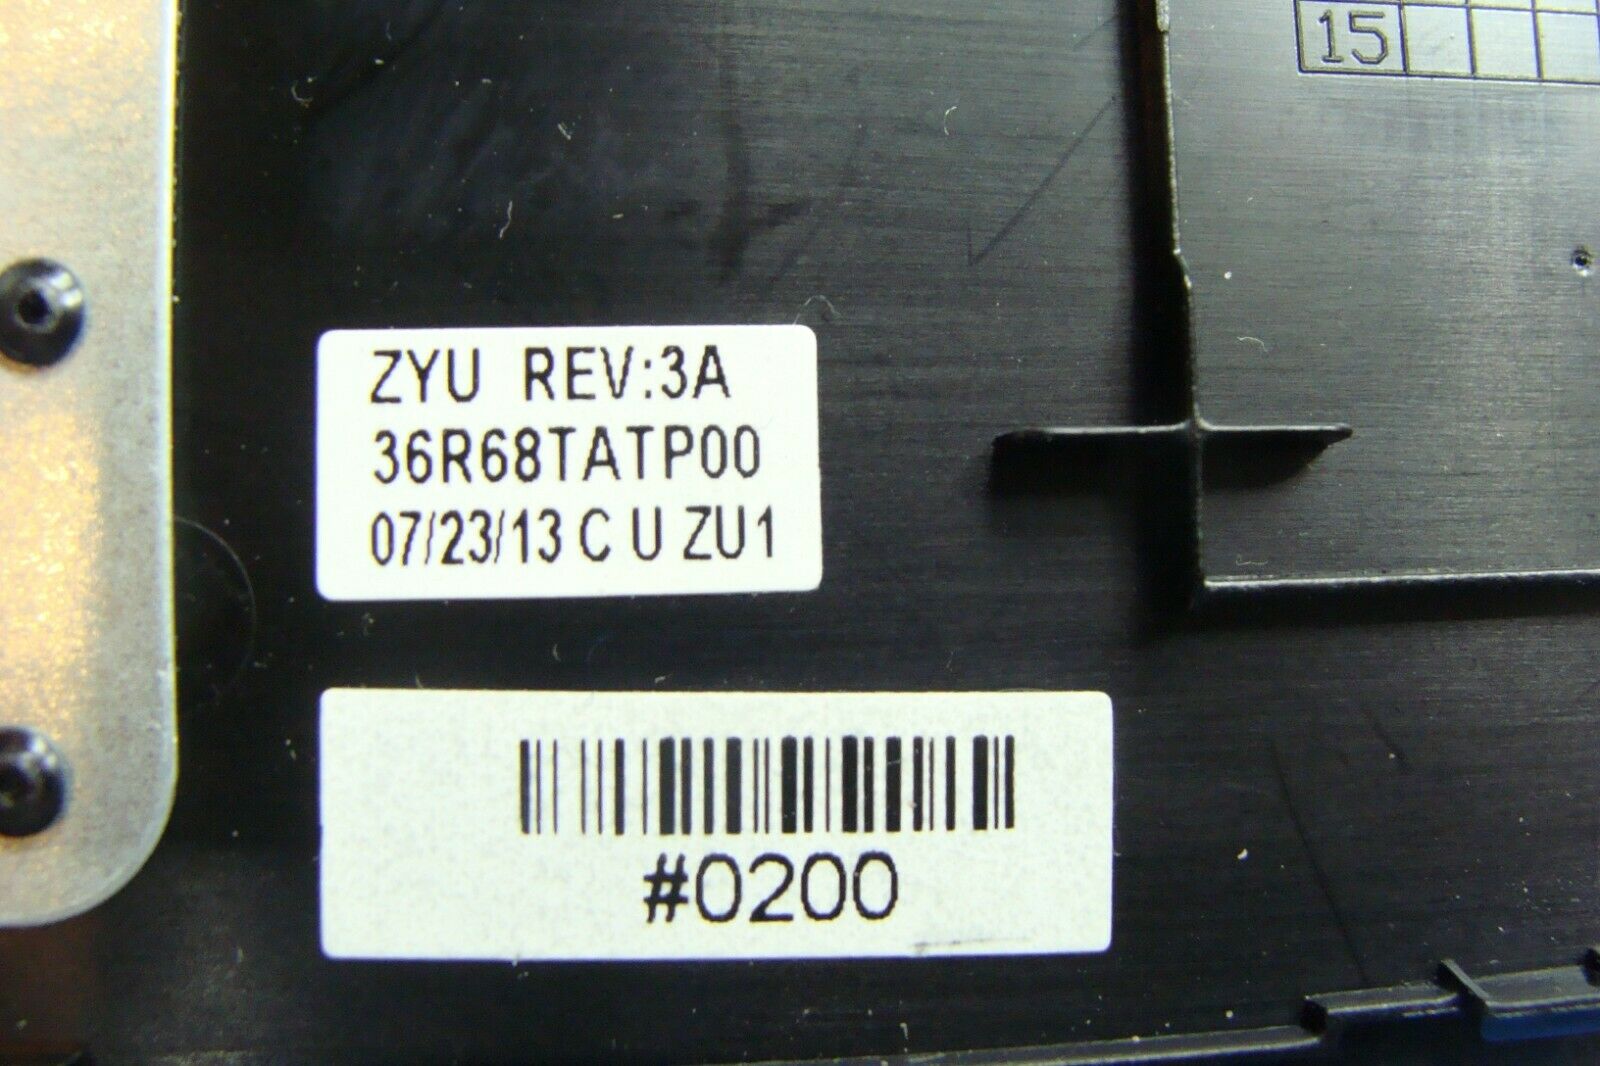 15
ZYU REV:3A
36R68TATP00
07/23/13 C U ZU1
#0200